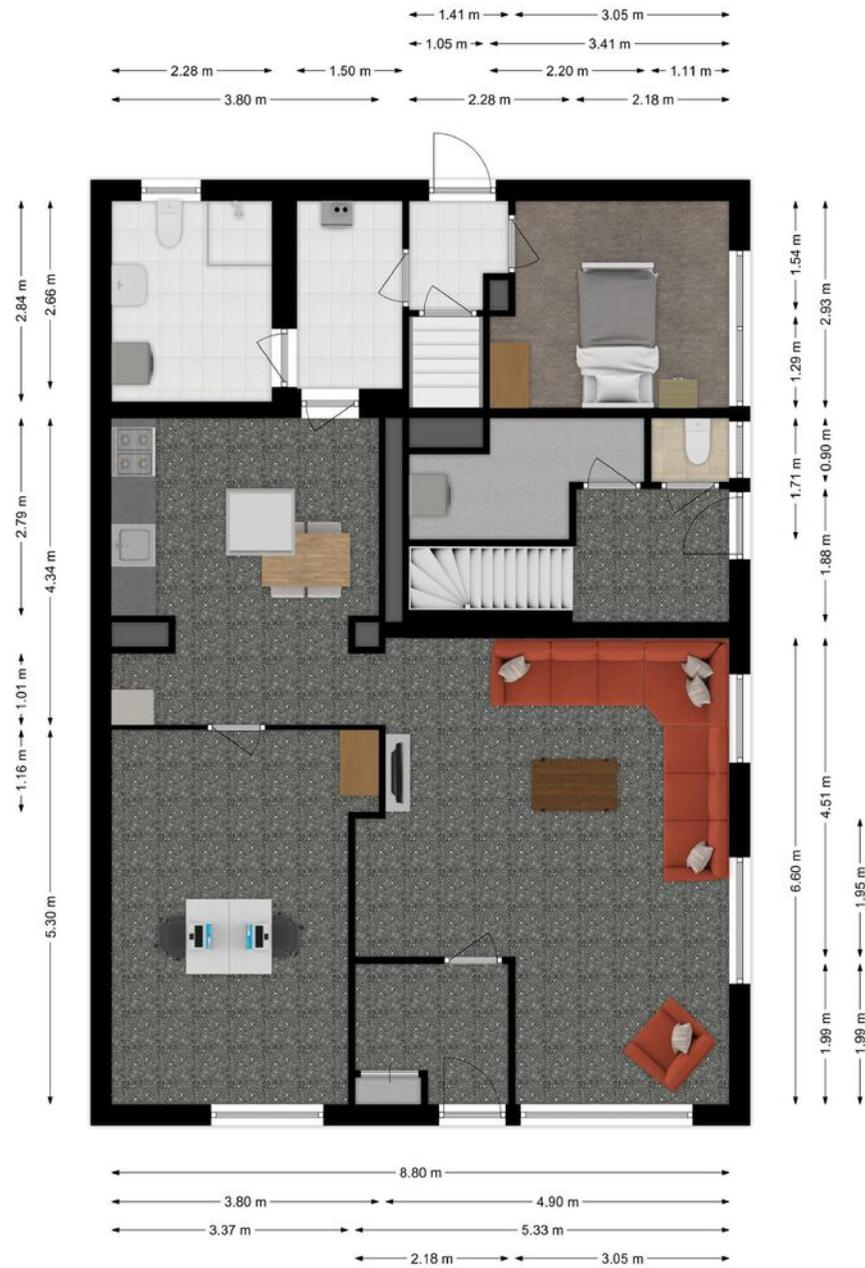 1.41 m 3.05 m
1.05 m 3.41 m
2.28 m 1.50 m 2.20 m 1.11 m
3.80 m 2.28 m 2.18 m
2.84 m
2.66 m
1.54 m
2.93 m
1.29 m
2.79 m
4.34 m
1.71 m
0.90 m
1.88 m
1.01 m
1.16 m
5.30 m
6.60 m
4.51 m
1.95 m
1.99 m
1.99 m
8.80 m
3.80 m 4.90 m
3.37 m 5.33 m
2.18 m 3.05 m